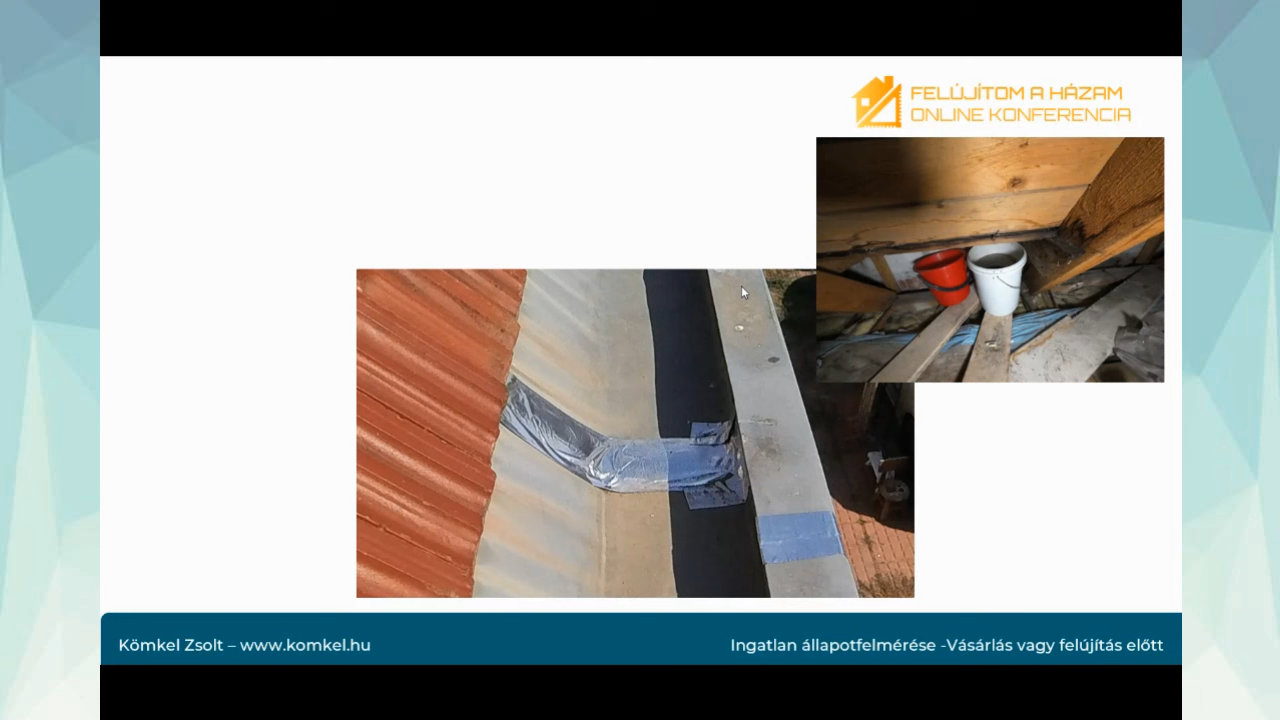 FELÚJÍTOM A HÁZAM
ONLINE KONFERENCIA
Kömkel Zsolt – www.komkel.hu
Ingatlan állapotfelmérése -Vásárlás vagy felújítás előtt